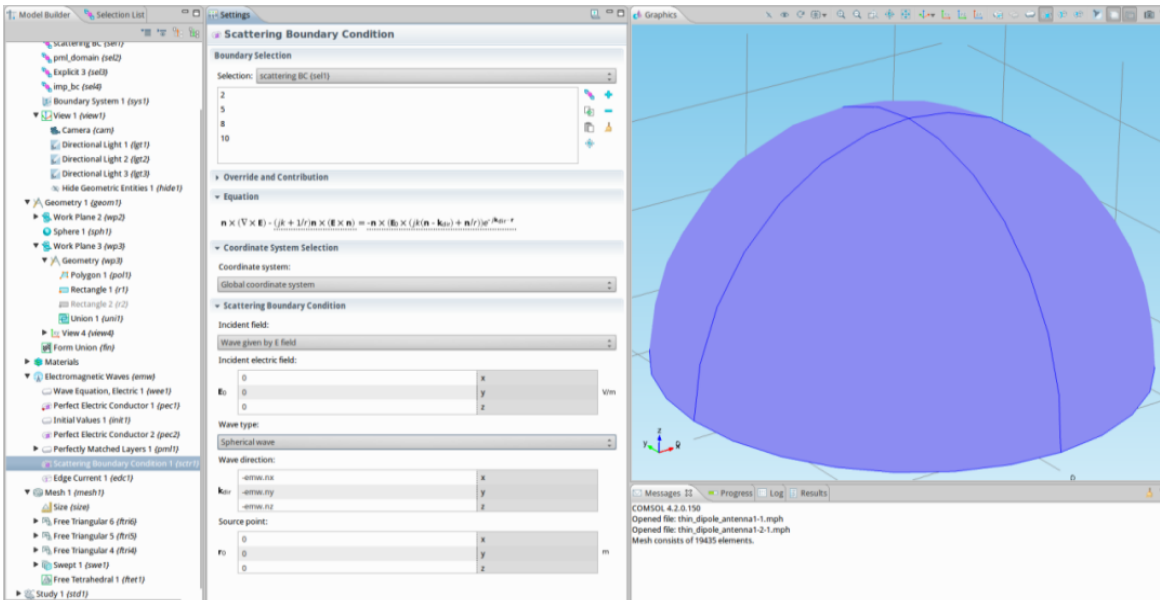 Model Builder
Selection List
scattering BC (sel1)
pml_domain (sel2)
Explicit 3 (sel3)
imp_bc (sel4)
Boundary System 1 (sys1)
View 1 (view1)
Camera (cam)
Directional Light 1 (lgt1)
Directional Light 2 (lgt2)
Directional Light 3 (lgt3)
Hide Geometric Entities 1 (hide1)
Geometry 1 (geom1)
Work Plane 2 (wp2)
Sphere 1 (sph1)
Work Plane 3 (wp3)
Geometry (wp3)
Polygon 1 (pol1)
Rectangle 1 (r1)
Rectangle 2 (r2)
Union 1 (uni1)
View 4 (view4)
Form Union (fin)
Materials
Electromagnetic Waves (emw)
Wave Equation, Electric 1 (wee1)
Perfect Electric Conductor 1 (pec1)
Initial Values 1 (init1)
Perfect Electric Conductor 2 (pec2)
Perfectly Matched Layers 1 (pml1)
Scattering Boundary Condition 1 (sctr1)
Edge Current 1 (edc1)
Mesh 1 (mesh1)
Size (size)
Free Triangular 6 (ftri6)
Free Triangular 5 (ftri5)
Free Triangular 4 (ftri4)
Swept 1 (swe1)
Free Tetrahedral 1 (ftet1)
Study 1 (std1)
Settings
Scattering Boundary Condition
Boundary Selection
Selection: scattering BC (sel1)
2
5
8
10
Override and Contribution
Equation
n × (∇ × E) - (jk + 1/r)n × (E × n) = -n × (E₀ × (jk(n · k_dir) + n/r))e^(-jk_dir · r)
Coordinate System Selection
Coordinate system:
Global coordinate system
Scattering Boundary Condition
Incident field:
Wave given by E field
Incident electric field:
0 x
E₀ 0 y V/m
0 z
Wave type:
Spherical wave
Wave direction:
-emw.nx x
k_dir -emw.ny y
-emw.nz z
Source point:
0 x
r₀ 0 y m
0 z
Graphics
z
y
Messages
Progress
Log
Results
COMSOL 4.2.0.150
Opened file: thin_dipole_antenna1-1.mph
Opened file: thin_dipole_antenna1-2-1.mph
Mesh consists of 19435 elements.